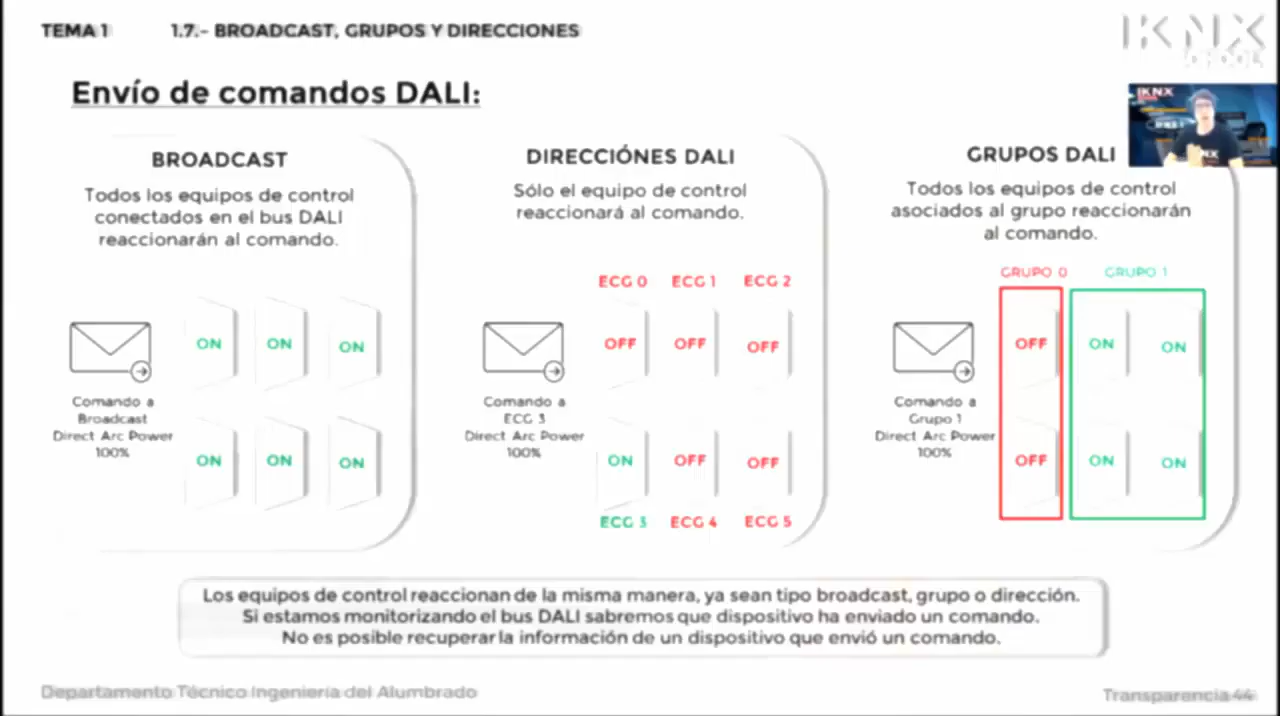 TEMA 1 1.7.- BROADCAST, GRUPOS Y DIRECCIONES
IKNX
SCHOOL
Envío de comandos DALI:
IKNX
BROADCAST
Todos los equipos de control
conectados en el bus DALI
reaccionarán al comando.
ON ON ON
Comando a
Broadcast
Direct Arc Power
100%
ON ON ON
DIRECCIÓNES DALI
Sólo el equipo de control
reaccionará al comando.
ECG 0 ECG 1 ECG 2
OFF OFF OFF
Comando a
ECG 3
Direct Arc Power
100%
ON OFF OFF
ECG 3 ECG 4 ECG 5
GRUPOS DALI
Todos los equipos de control
asociados al grupo reaccionarán
al comando.
GRUPO 0 GRUPO 1
OFF ON ON
Comando a
Grupo 1
Direct Arc Power
100%
OFF ON ON
Los equipos de control reaccionan de la misma manera, ya sean tipo broadcast, grupo o dirección.
Si estamos monitorizando el bus DALI sabremos que dispositivo ha enviado un comando.
No es posible recuperar la información de un dispositivo que envió un comando.
Departamento Técnico Ingeniería del Alumbrado
Transparencia 44